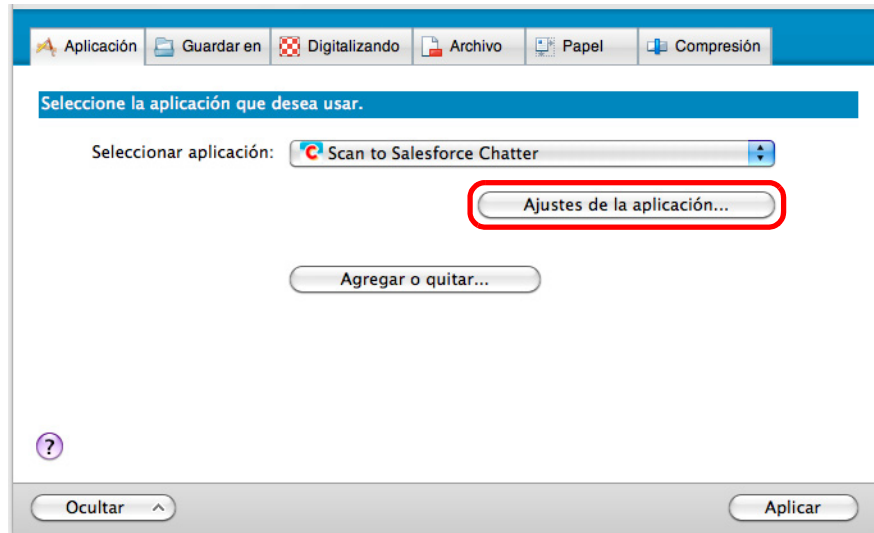 Aplicación Guardar en Digitalizando Archivo Papel Compresión
Seleccione la aplicación que desea usar.
Seleccionar aplicación: Scan to Salesforce Chatter
Ajustes de la aplicación...
Agregar o quitar...
?
Ocultar Aplicar